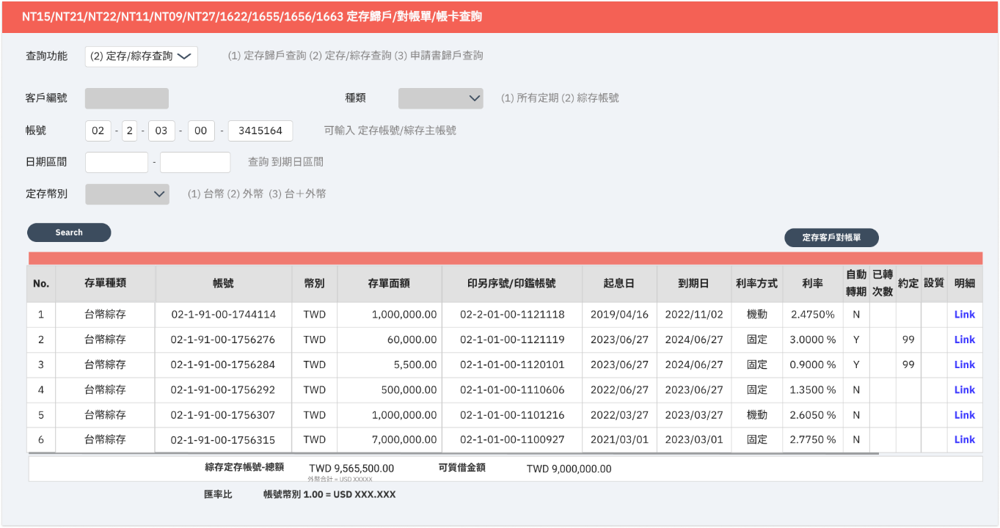 NT15/NT21/NT22/NT11/NT09/NT27/1622/1655/1656/1663 定存歸戶/對帳單/帳卡查詢
查詢功能 (2) 定存/綜存查詢 (1) 定存歸戶查詢 (2) 定存/綜存查詢 (3) 申請書歸戶查詢
客戶編號 種類 (1) 所有定期 (2) 綜存帳號
帳號 02 - 2 - 03 - 00 - 3415164 可輸入 定存帳號/綜存主帳號
日期區間 - 查詢 到期日區間
定存幣別 (1) 台幣 (2) 外幣 (3) 台＋外幣
Search 定存客戶對帳單
No. 存單種類 帳號 幣別 存單面額 印另序號/印鑑帳號 起息日 到期日 利率方式 利率 自動轉期 已轉次數 約定 設質 明細
1 台幣綜存 02-1-91-00-1744114 TWD 1,000,000.00 02-2-01-00-1121118 2019/04/16 2022/11/02 機動 2.4750% N Link
2 台幣綜存 02-1-91-00-1756276 TWD 60,000.00 02-1-01-00-1121119 2023/06/27 2024/06/27 固定 3.0000 % Y 99 Link
3 台幣綜存 02-1-91-00-1756284 TWD 5,500.00 02-1-01-00-1120101 2023/06/27 2024/06/27 固定 0.9000 % Y 99 Link
4 台幣綜存 02-1-91-00-1756292 TWD 500,000.00 02-1-01-00-1110606 2022/06/27 2023/06/27 固定 1.3500 % N Link
5 台幣綜存 02-1-91-00-1756307 TWD 1,000,000.00 02-1-01-00-1101216 2022/03/27 2023/03/27 機動 2.6050 % N Link
6 台幣綜存 02-1-91-00-1756315 TWD 7,000,000.00 02-1-01-00-1100927 2021/03/01 2023/03/01 固定 2.7750 % N Link
綜存定存帳號-總額 TWD 9,565,500.00 可質借金額 TWD 9,000,000.00
外幣合計 = USD XXXXX
匯率比 帳號幣別 1.00 = USD XXX.XXX